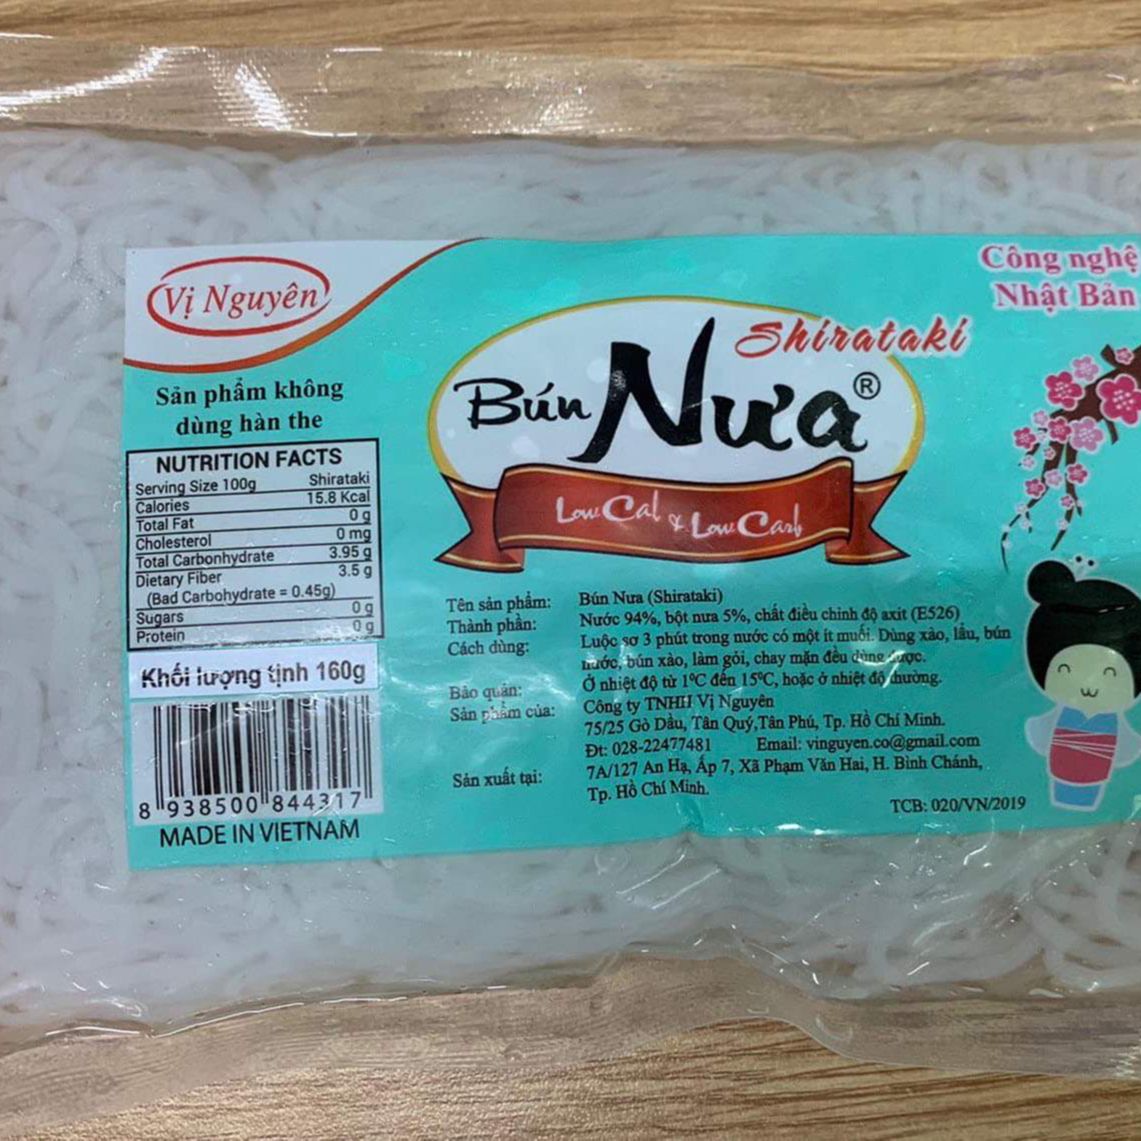 Vị Nguyên
Sản phẩm không
dùng hàn the
NUTRITION FACTS
Serving Size 100g Shirataki
Calories 15.8 Kcal
Total Fat 0 g
Cholesterol 0 mg
Total Carbonhydrate 3.95 g
Dietary Fiber 3.5 g
(Bad Carbohydrate = 0.45g)
Sugars 0 g
Protein 0 g
Khối lượng tịnh 160g
8 938500 844317
MADE IN VIETNAM
Công nghệ
Nhật Bản
Shirataki
Bún Nưa®
Low Cal & Low Carb
Tên sản phẩm: Bún Nưa (Shirataki)
Thành phần: Nước 94%, bột nưa 5%, chất điều chỉnh độ axit (E526)
Cách dùng: Luộc sơ 3 phút trong nước có một ít muối. Dùng xào, lẩu, bún
nước, bún xào, làm gỏi, chay mặn đều dùng được.
Bảo quản: Ở nhiệt độ từ 1ºC đến 15ºC, hoặc ở nhiệt độ thường.
Sản phẩm của: Công ty TNHH Vị Nguyên
75/25 Gò Dầu, Tân Quý,Tân Phú, Tp. Hồ Chí Minh.
Đt: 028-22477481 Email: vinguyen.co@gmail.com
Sản xuất tại: 7A/127 An Hạ, Ấp 7, Xã Phạm Văn Hai, H. Bình Chánh,
Tp. Hồ Chí Minh.
TCB: 020/VN/2019